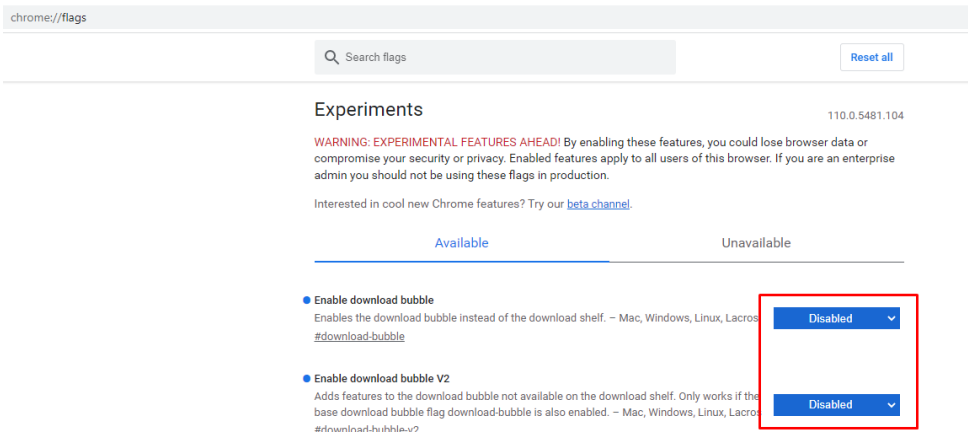 chrome://flags
Search flags
Reset all
Experiments
110.0.5481.104
WARNING: EXPERIMENTAL FEATURES AHEAD! By enabling these features, you could lose browser data or
compromise your security or privacy. Enabled features apply to all users of this browser. If you are an enterprise
admin you should not be using these flags in production.
Interested in cool new Chrome features? Try our beta channel.
Available
Unavailable
Enable download bubble
Enables the download bubble instead of the download shelf. – Mac, Windows, Linux, Lacros
#download-bubble
Disabled
Enable download bubble V2
Adds features to the download bubble not available on the download shelf. Only works if the
base download bubble flag download-bubble is also enabled. – Mac, Windows, Linux, Lacros
#download-bubble-v2
Disabled